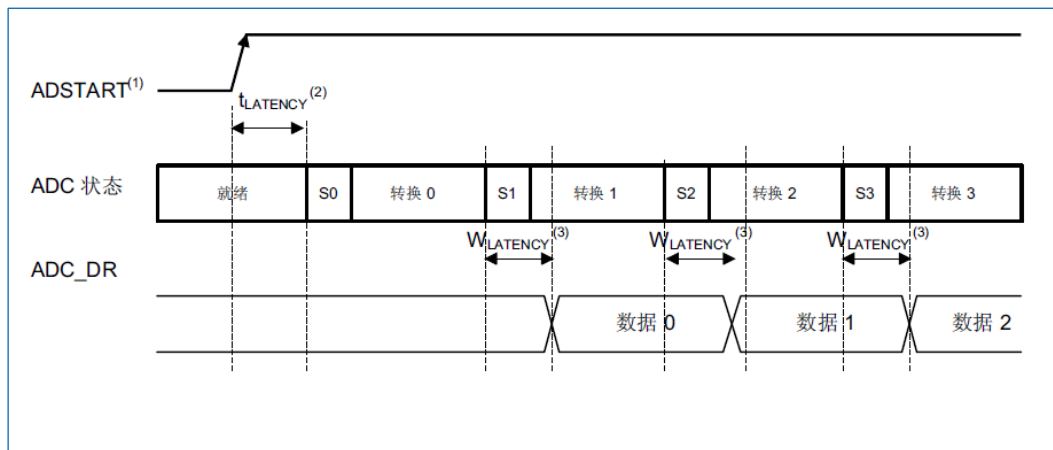 ADSTART(1)
tLATENCY(2)
ADC 状态
就绪 S0 转换 0 S1 转换 1 S2 转换 2 S3 转换 3
WLATENCY(3) WLATENCY(3) WLATENCY(3)
ADC_DR
数据 0 数据 1 数据 2